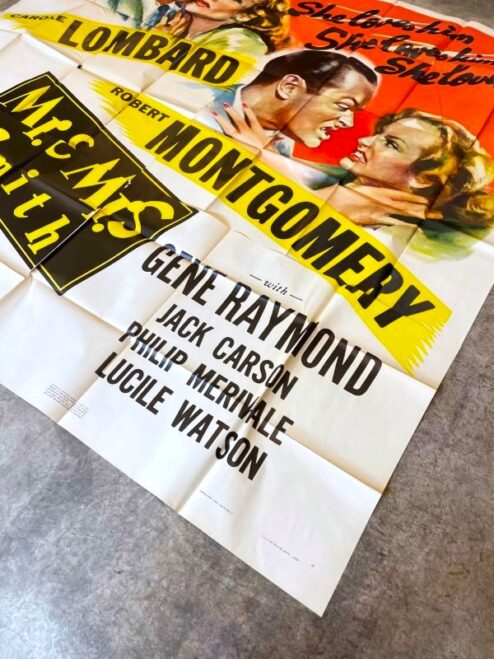 She loves him
She loves him
She love
CAROLE
LOMBARD
ROBERT
MONTGOMERY
Mr. & Mrs.
Smith
— with —
GENE RAYMOND
JACK CARSON
PHILIP MERIVALE
LUCILE WATSON